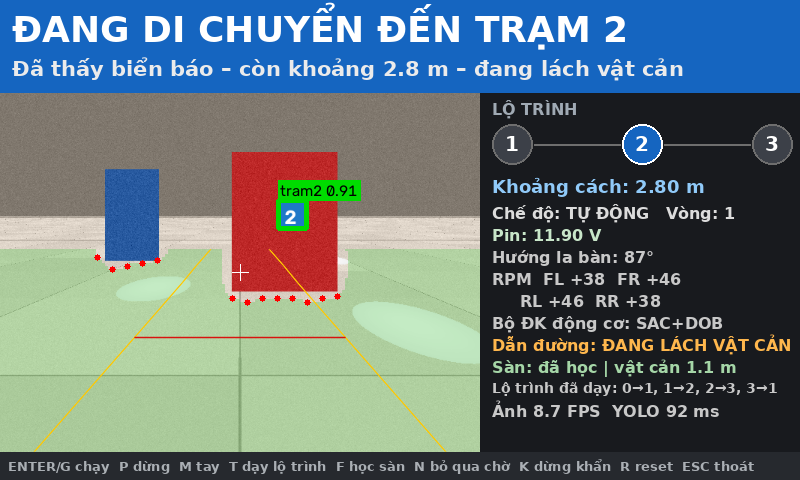 ĐANG DI CHUYỂN ĐẾN TRẠM 2
Đã thấy biển báo – còn khoảng 2.8 m – đang lách vật cản
tram2 0.91
2
LỘ TRÌNH
1 2 3
Khoảng cách: 2.80 m
Chế độ: TỰ ĐỘNG Vòng: 1
Pin: 11.90 V
Hướng la bàn: 87°
RPM FL +38 FR +46
RL +46 RR +38
Bộ ĐK động cơ: SAC+DOB
Dẫn đường: ĐANG LÁCH VẬT CẢN
Sàn: đã học | vật cản 1.1 m
Lộ trình đã dạy: 0→1, 1→2, 2→3, 3→1
Ảnh 8.7 FPS YOLO 92 ms
ENTER/G chạy P dừng M tay T dạy lộ trình F học sàn N bỏ qua chờ K dừng khẩn R reset ESC thoát